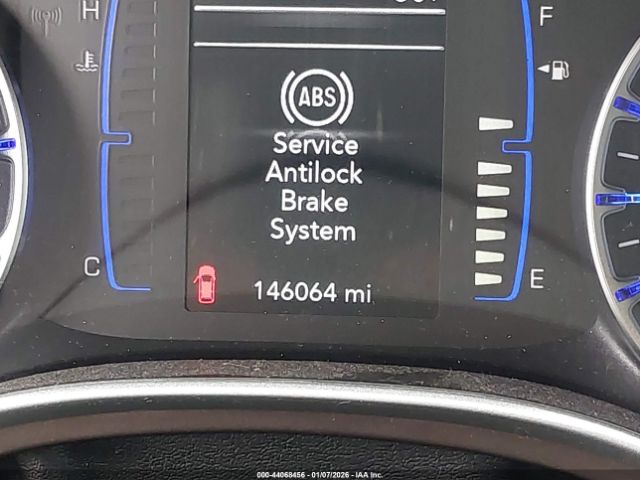 H
F
ABS
Service
Antilock
Brake
System
C
E
146064 mi
000-44068456 - 01/07/2026 - IAA Inc.